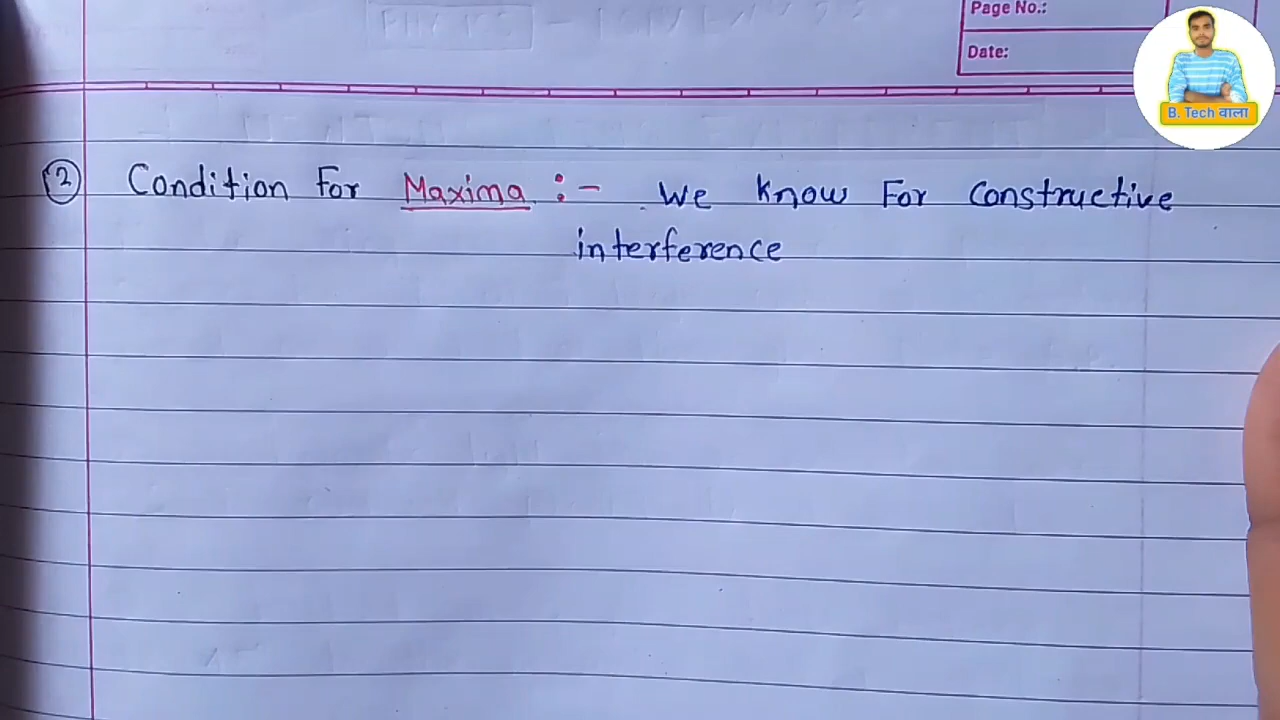 Page No.:
Date:
B. Tech वाला
2 Condition For Maxima :- We know For Constructive
interference